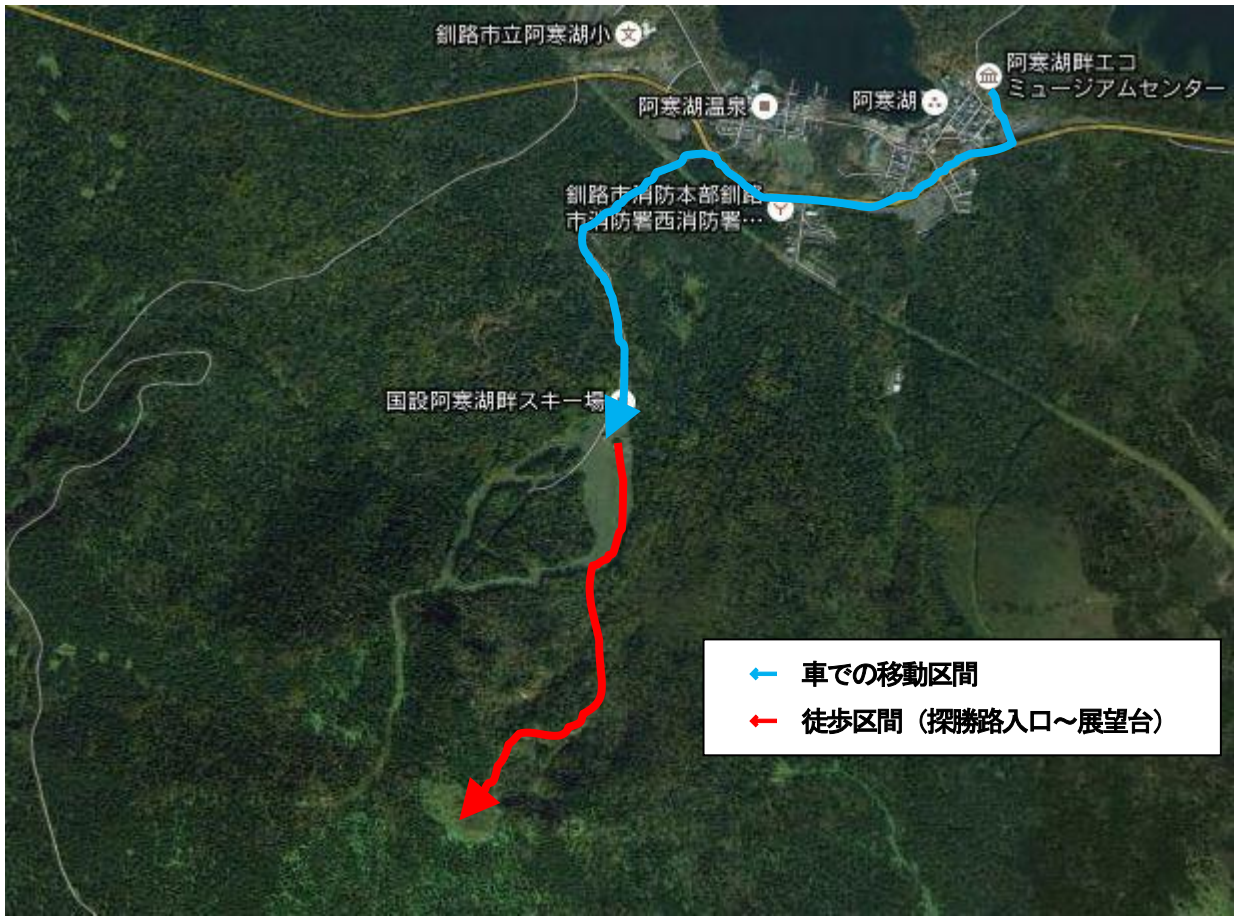 釧路市立阿寒湖小
阿寒湖畔エコ
ミュージアムセンター
阿寒湖温泉
阿寒湖
釧路市消防本部釧路
市消防署西消防署…
国設阿寒湖畔スキー場
車での移動区間
徒歩区間（探勝路入口～展望台）